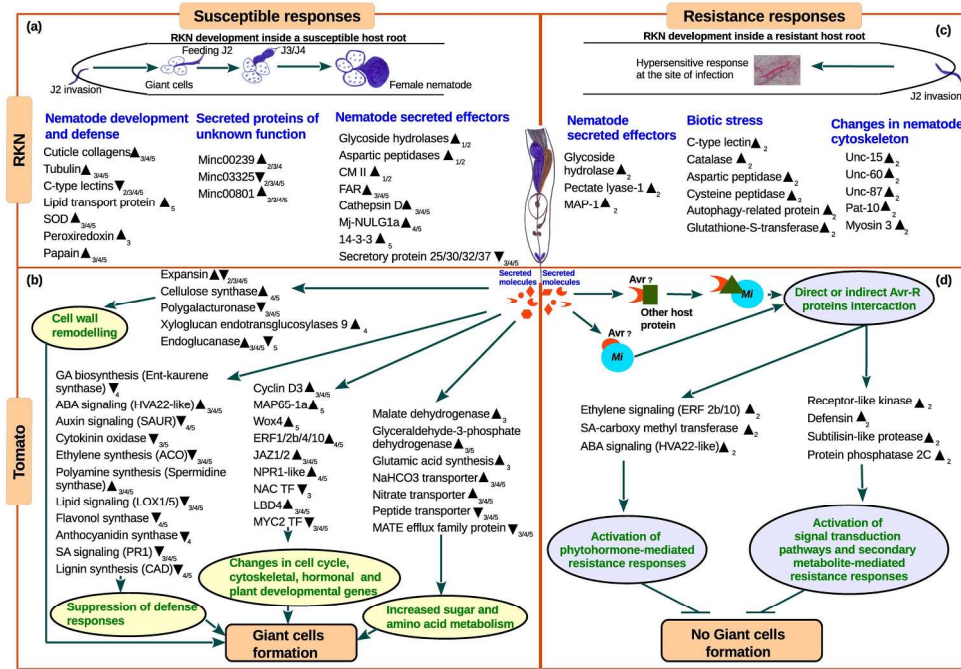 Susceptible responses
Resistance responses
(a)
RKN development inside a susceptible host root
Feeding J2
J3/J4
J2 invasion
Giant cells
Female nematode
(c)
RKN development inside a resistant host root
Hypersensitive response
at the site of infection
J2 invasion
RKN
Nematode development
and defense
Cuticle collagens▲3/4/5
Tubulin▲3/4/5
C-type lectins▼2/3/4/5
Lipid transport protein▲5
SOD▲3/4/5
Peroxiredoxin▲3
Papain▲3/4/5
Secreted proteins of
unknown function
Minc00239▲2/3/4
Minc03325▼2/3/4/5
Minc00801▲2/3/4/5
Nematode secreted effectors
Glycoside hydrolases▲1/2
Aspartic peptidases▲1/2
CM II▲1/2
FAR▲3/4/5
Cathepsin D▲3/4/5
Mj-NULG1a▲4/5
14-3-3▲5
Secretory protein 25/30/32/37▼3/4/5
Nematode
secreted effectors
Glycoside
hydrolase▲2
Pectate lyase-1▲2
MAP-1▲2
Biotic stress
C-type lectin▲2
Catalase▲2
Aspartic peptidase▲2
Cysteine peptidase▲2
Autophagy-related protein▲2
Glutathione-S-transferase▲2
Changes in nematode
cytoskeleton
Unc-15▲2
Unc-60▲2
Unc-87▲2
Pat-10▲2
Myosin 3▲2
Tomato
(b)
Expansin▲▼2/3/4/5
Cellulose synthase▲4/5
Polygalacturonase▼3/4/5
Xyloglucan endotransglucosylases 9▲4
Endoglucanase▲3/4/5▼5
Secreted
molecules
Secreted
molecules
Cell wall
remodelling
GA biosynthesis (Ent-kaurene
synthase)▼4
ABA signaling (HVA22-like)▲3/4/5
Auxin signaling (SAUR)▼4/5
Cytokinin oxidase▼3/5
Ethylene synthesis (ACO)▼3/4/5
Polyamine synthesis (Spermidine
synthase)▲3/4/5
Lipid signaling (LOX1/5)▼3/4/5
Flavonol synthase▼4/5
Anthocyanidin synthase▼4
SA signaling (PR1)▼3/4/5
Lignin synthesis (CAD)▼4/5
Cyclin D3▲3/4/5
MAP65-1a▲5
Wox4▲5
ERF1/2b/4/10▲4/5
JAZ1/2▲3/4/5
NPR1-like▲4/5
NAC TF▼3
LBD4▲3/4/5
MYC2 TF▼3/4/5
Malate dehydrogenase▲3
Glyceraldehyde-3-phosphate
dehydrogenase▲3/5
Glutamic acid synthesis▲3
NaHCO3 transporter▲3/4/5
Nitrate transporter▲3/4/5
Peptide transporter▼3/4/5
MATE efflux family protein▼3/4/5
Suppression of defense
responses
Changes in cell cycle,
cytoskeletal, hormonal and
plant developmental genes
Increased sugar and
amino acid metabolism
Giant cells
formation
(d)
Avr ?
Other host
protein
Mi
Avr ?
Mi
Direct or indirect Avr-R
proteins interaction
Ethylene signaling (ERF 2b/10)▲2
SA-carboxy methyl transferase▲2
ABA signaling (HVA22-like)▲2
Receptor-like kinase▲2
Defensin▲2
Subtilisin-like protease▲2
Protein phosphatase 2C▲2
Activation of
phytohormone-mediated
resistance responses
Activation of
signal transduction
pathways and secondary
metabolite-mediated
resistance responses
No Giant cells
formation